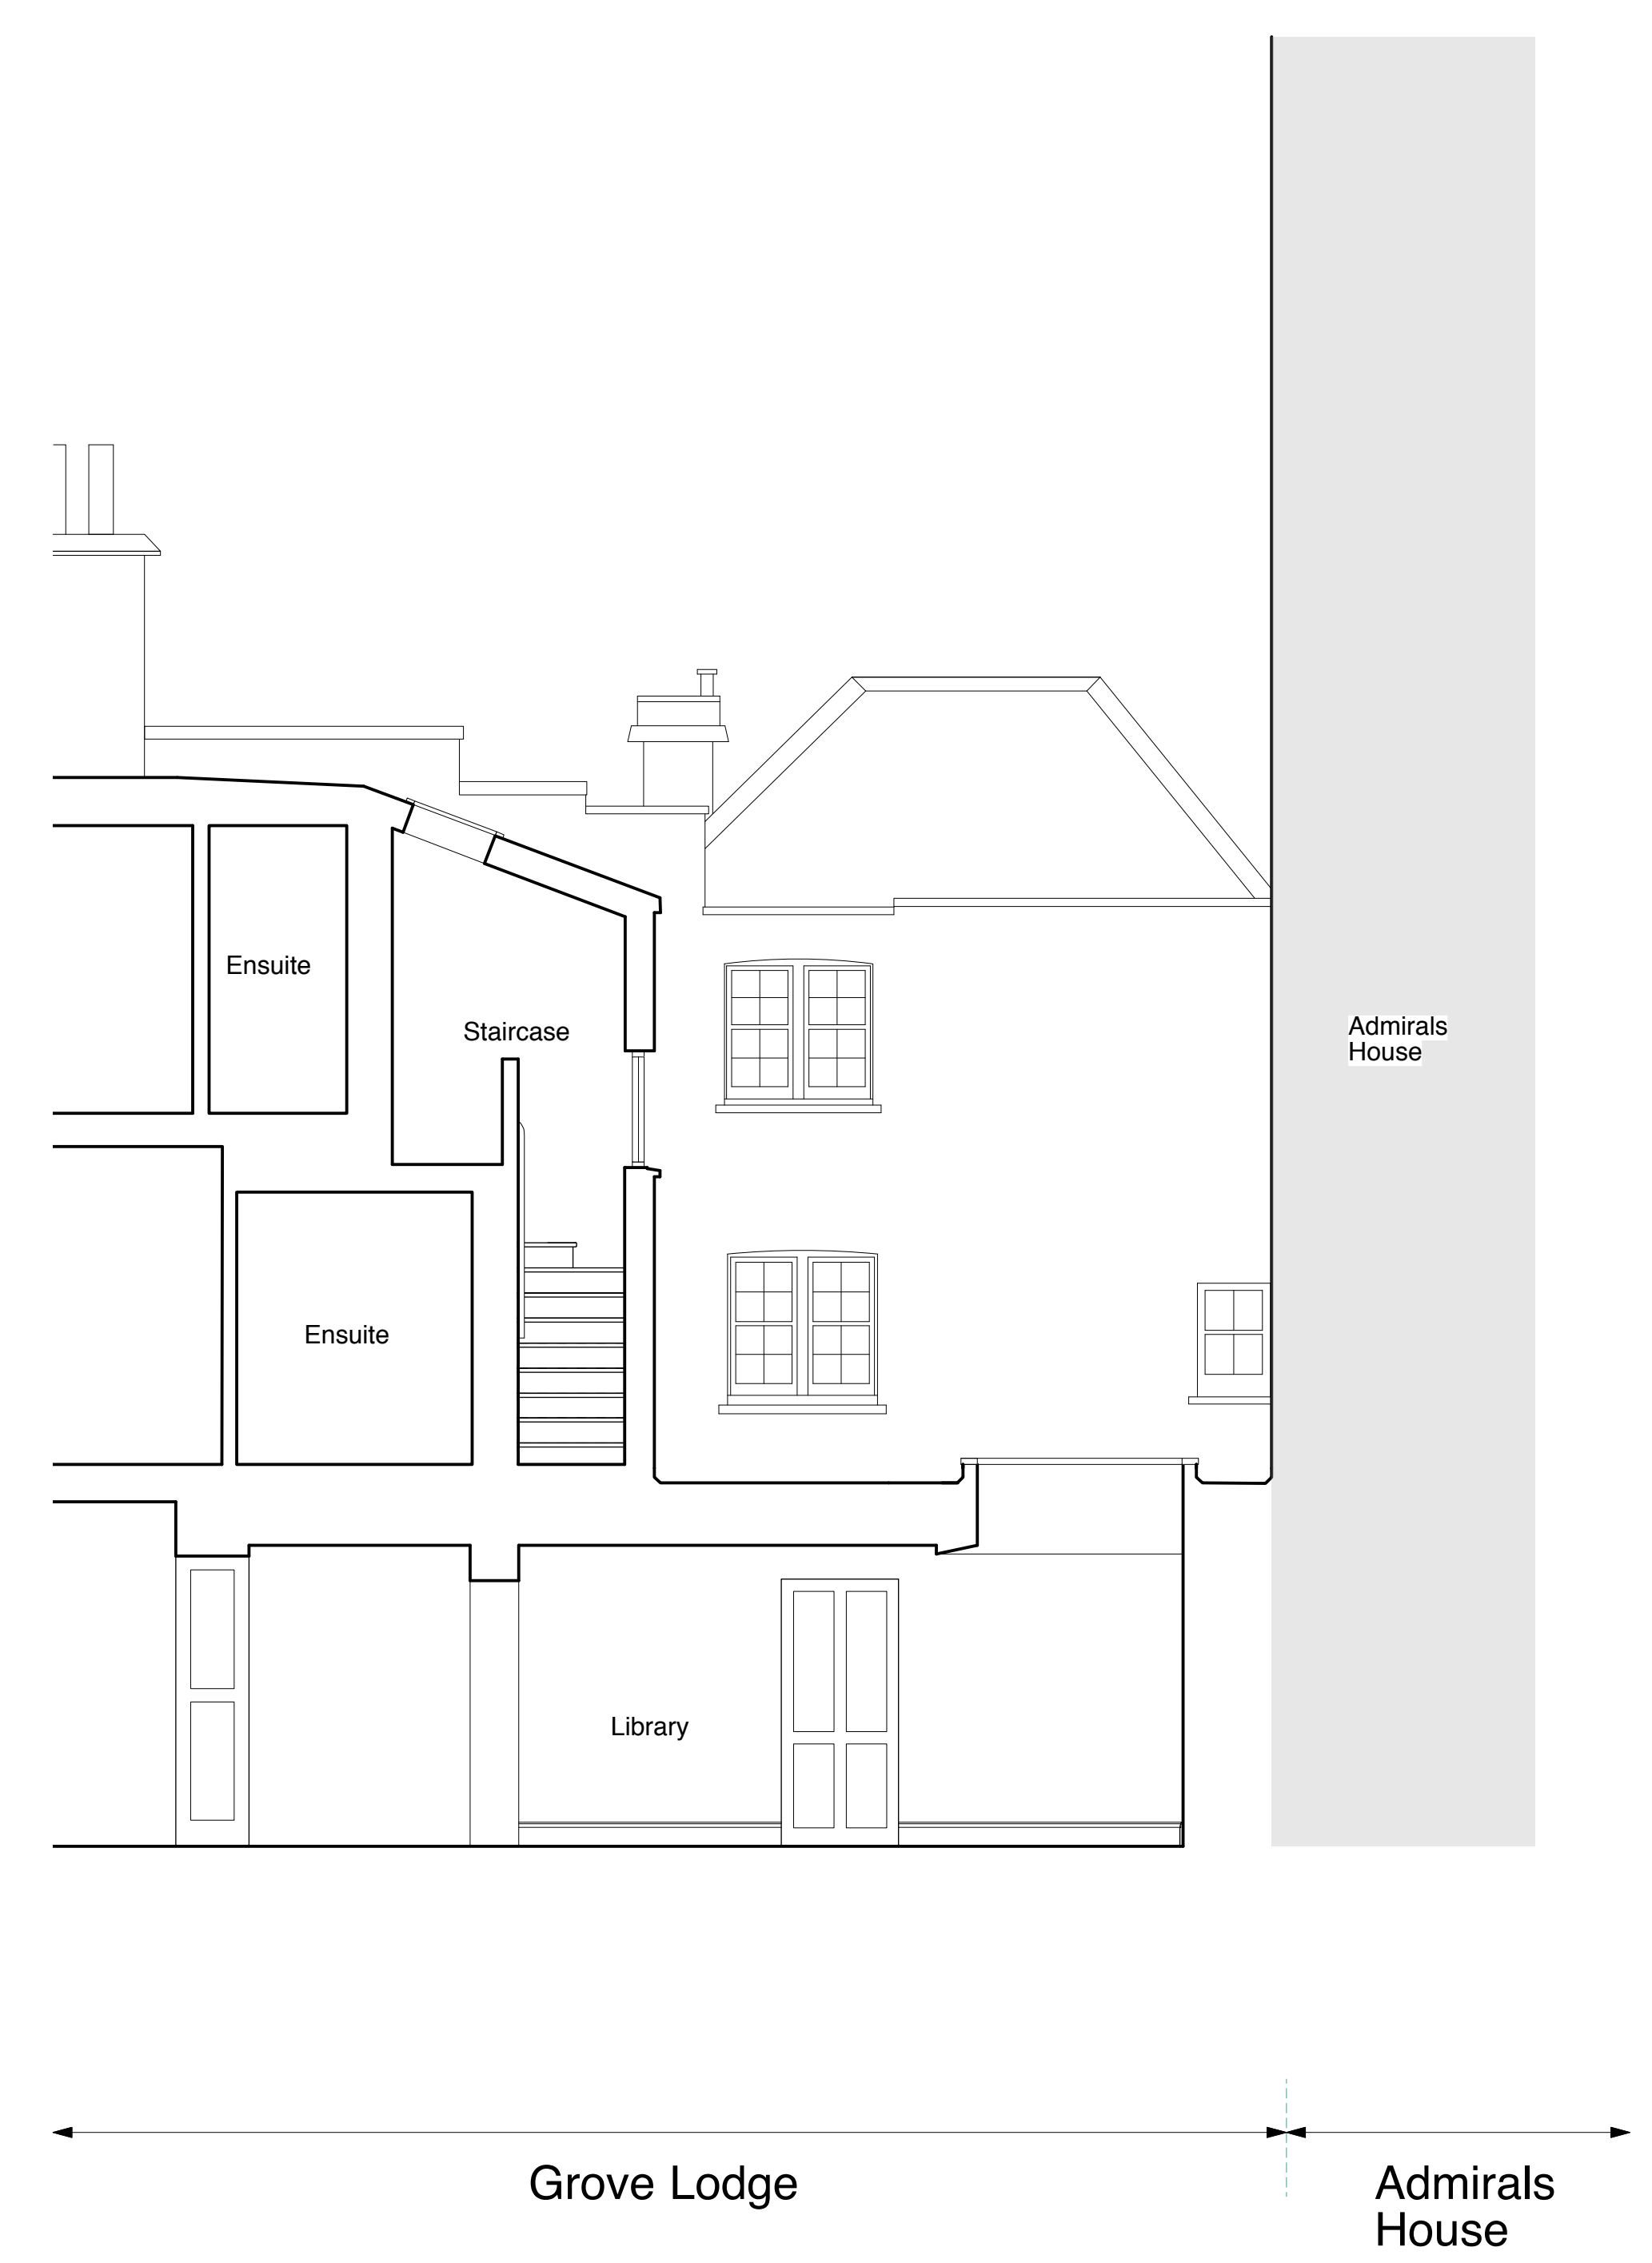 Ensuite
Staircase
Admirals
House
Ensuite
Library
Grove Lodge
Admirals
House